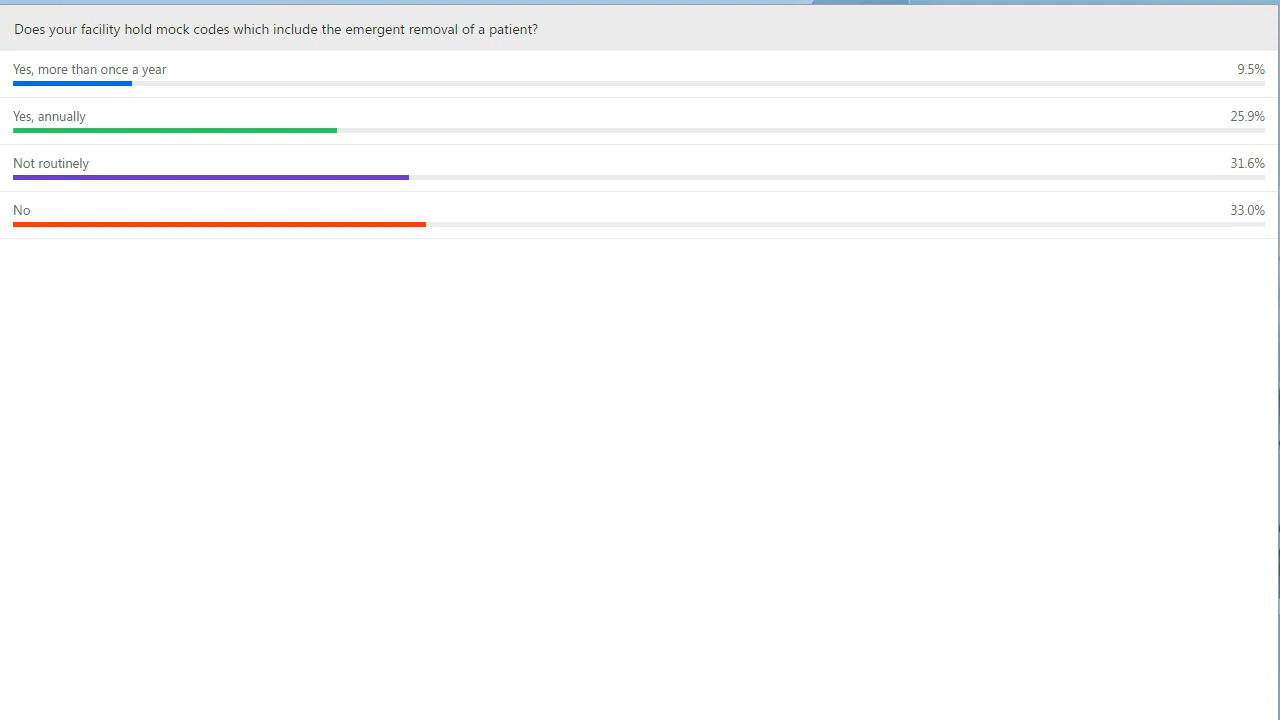 Does your facility hold mock codes which include the emergent removal of a patient?
Yes, more than once a year 9.5%
Yes, annually 25.9%
Not routinely 31.6%
No 33.0%